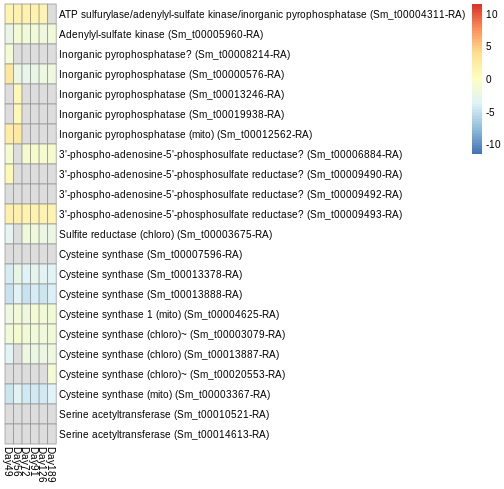 ATP sulfurylase/adenylyl-sulfate kinase/inorganic pyrophosphatase (Sm_t00004311-RA)
Adenylyl-sulfate kinase (Sm_t00005960-RA)
Inorganic pyrophosphatase? (Sm_t00008214-RA)
Inorganic pyrophosphatase (Sm_t00000576-RA)
Inorganic pyrophosphatase (Sm_t00013246-RA)
Inorganic pyrophosphatase (Sm_t00019938-RA)
Inorganic pyrophosphatase (mito) (Sm_t00012562-RA)
3'-phospho-adenosine-5'-phosphosulfate reductase? (Sm_t00006884-RA)
3'-phospho-adenosine-5'-phosphosulfate reductase? (Sm_t00009490-RA)
3'-phospho-adenosine-5'-phosphosulfate reductase? (Sm_t00009492-RA)
3'-phospho-adenosine-5'-phosphosulfate reductase? (Sm_t00009493-RA)
Sulfite reductase (chloro) (Sm_t00003675-RA)
Cysteine synthase (Sm_t00007596-RA)
Cysteine synthase (Sm_t00013378-RA)
Cysteine synthase (Sm_t00013888-RA)
Cysteine synthase 1 (mito) (Sm_t00004625-RA)
Cysteine synthase (chloro)~ (Sm_t00003079-RA)
Cysteine synthase (chloro) (Sm_t00013887-RA)
Cysteine synthase (chloro)~ (Sm_t00020553-RA)
Cysteine synthase (mito) (Sm_t00003367-RA)
Serine acetyltransferase (Sm_t00010521-RA)
Serine acetyltransferase (Sm_t00014613-RA)
Day49
Day56
Day72
Day91
Day126
Day189
10
5
0
-5
-10